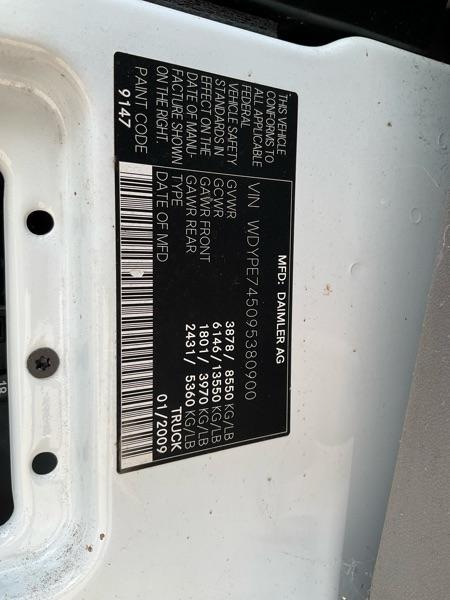 MFD: DAIMLER AG
VIN WDYPE745095380900
THIS VEHICLE
CONFORMS TO
ALL APPLICABLE
FEDERAL
VEHICLE SAFETY
STANDARDS IN
EFFECT ON THE
DATE OF MANU-
FACTURE SHOWN
ON THE RIGHT.
PAINT CODE
9147
GVWR 3878/ 8550 KG/LB
GCWR 6146/13550 KG/LB
GAWR FRONT 1801/ 3970 KG/LB
GAWR REAR 2431/ 5360 KG/LB
TYPE TRUCK
DATE OF MFD 01/2009
18